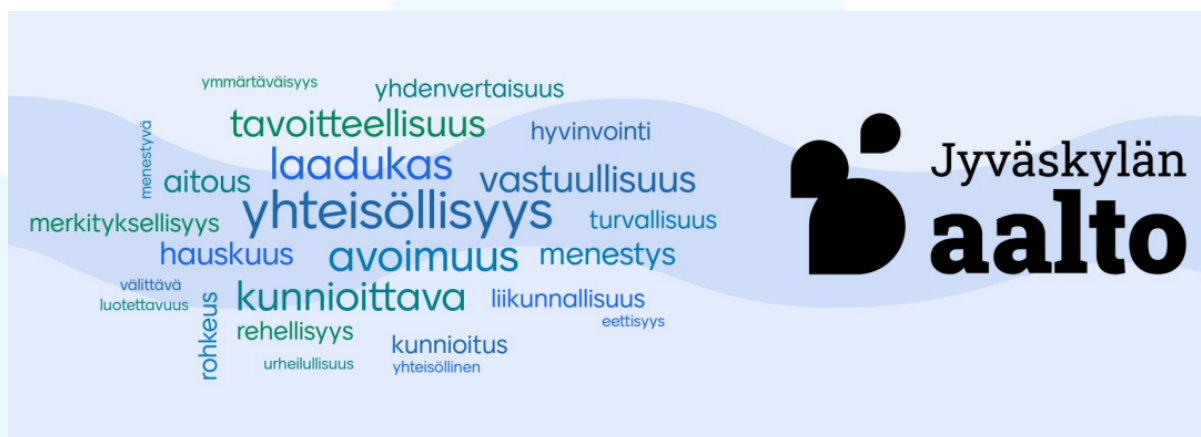 ymmärtäväisyys
yhdenvertaisuus
tavoitteellisuus
hyvinvointi
menestyvä
aitous
laadukas
vastuullisuus
merkityksellisyys
yhteisöllisyys
turvallisuus
hauskuus
avoimuus
menestys
välittävä
luotettavuus
rohkeus
kunnioittava
liikunnallisuus
eettisyys
rehellisyys
kunnioitus
urheilullisuus
yhteisöllinen
Jyväskylän
aalto